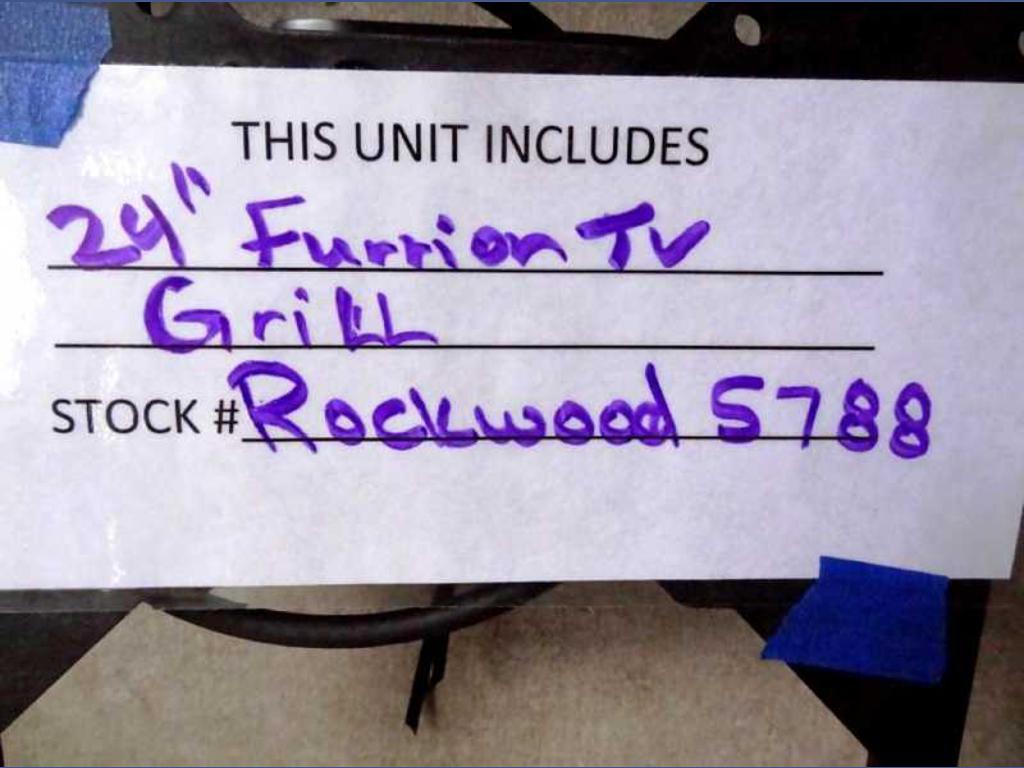 THIS UNIT INCLUDES
24" Furrion TV
Grill
STOCK # Rockwood 5788